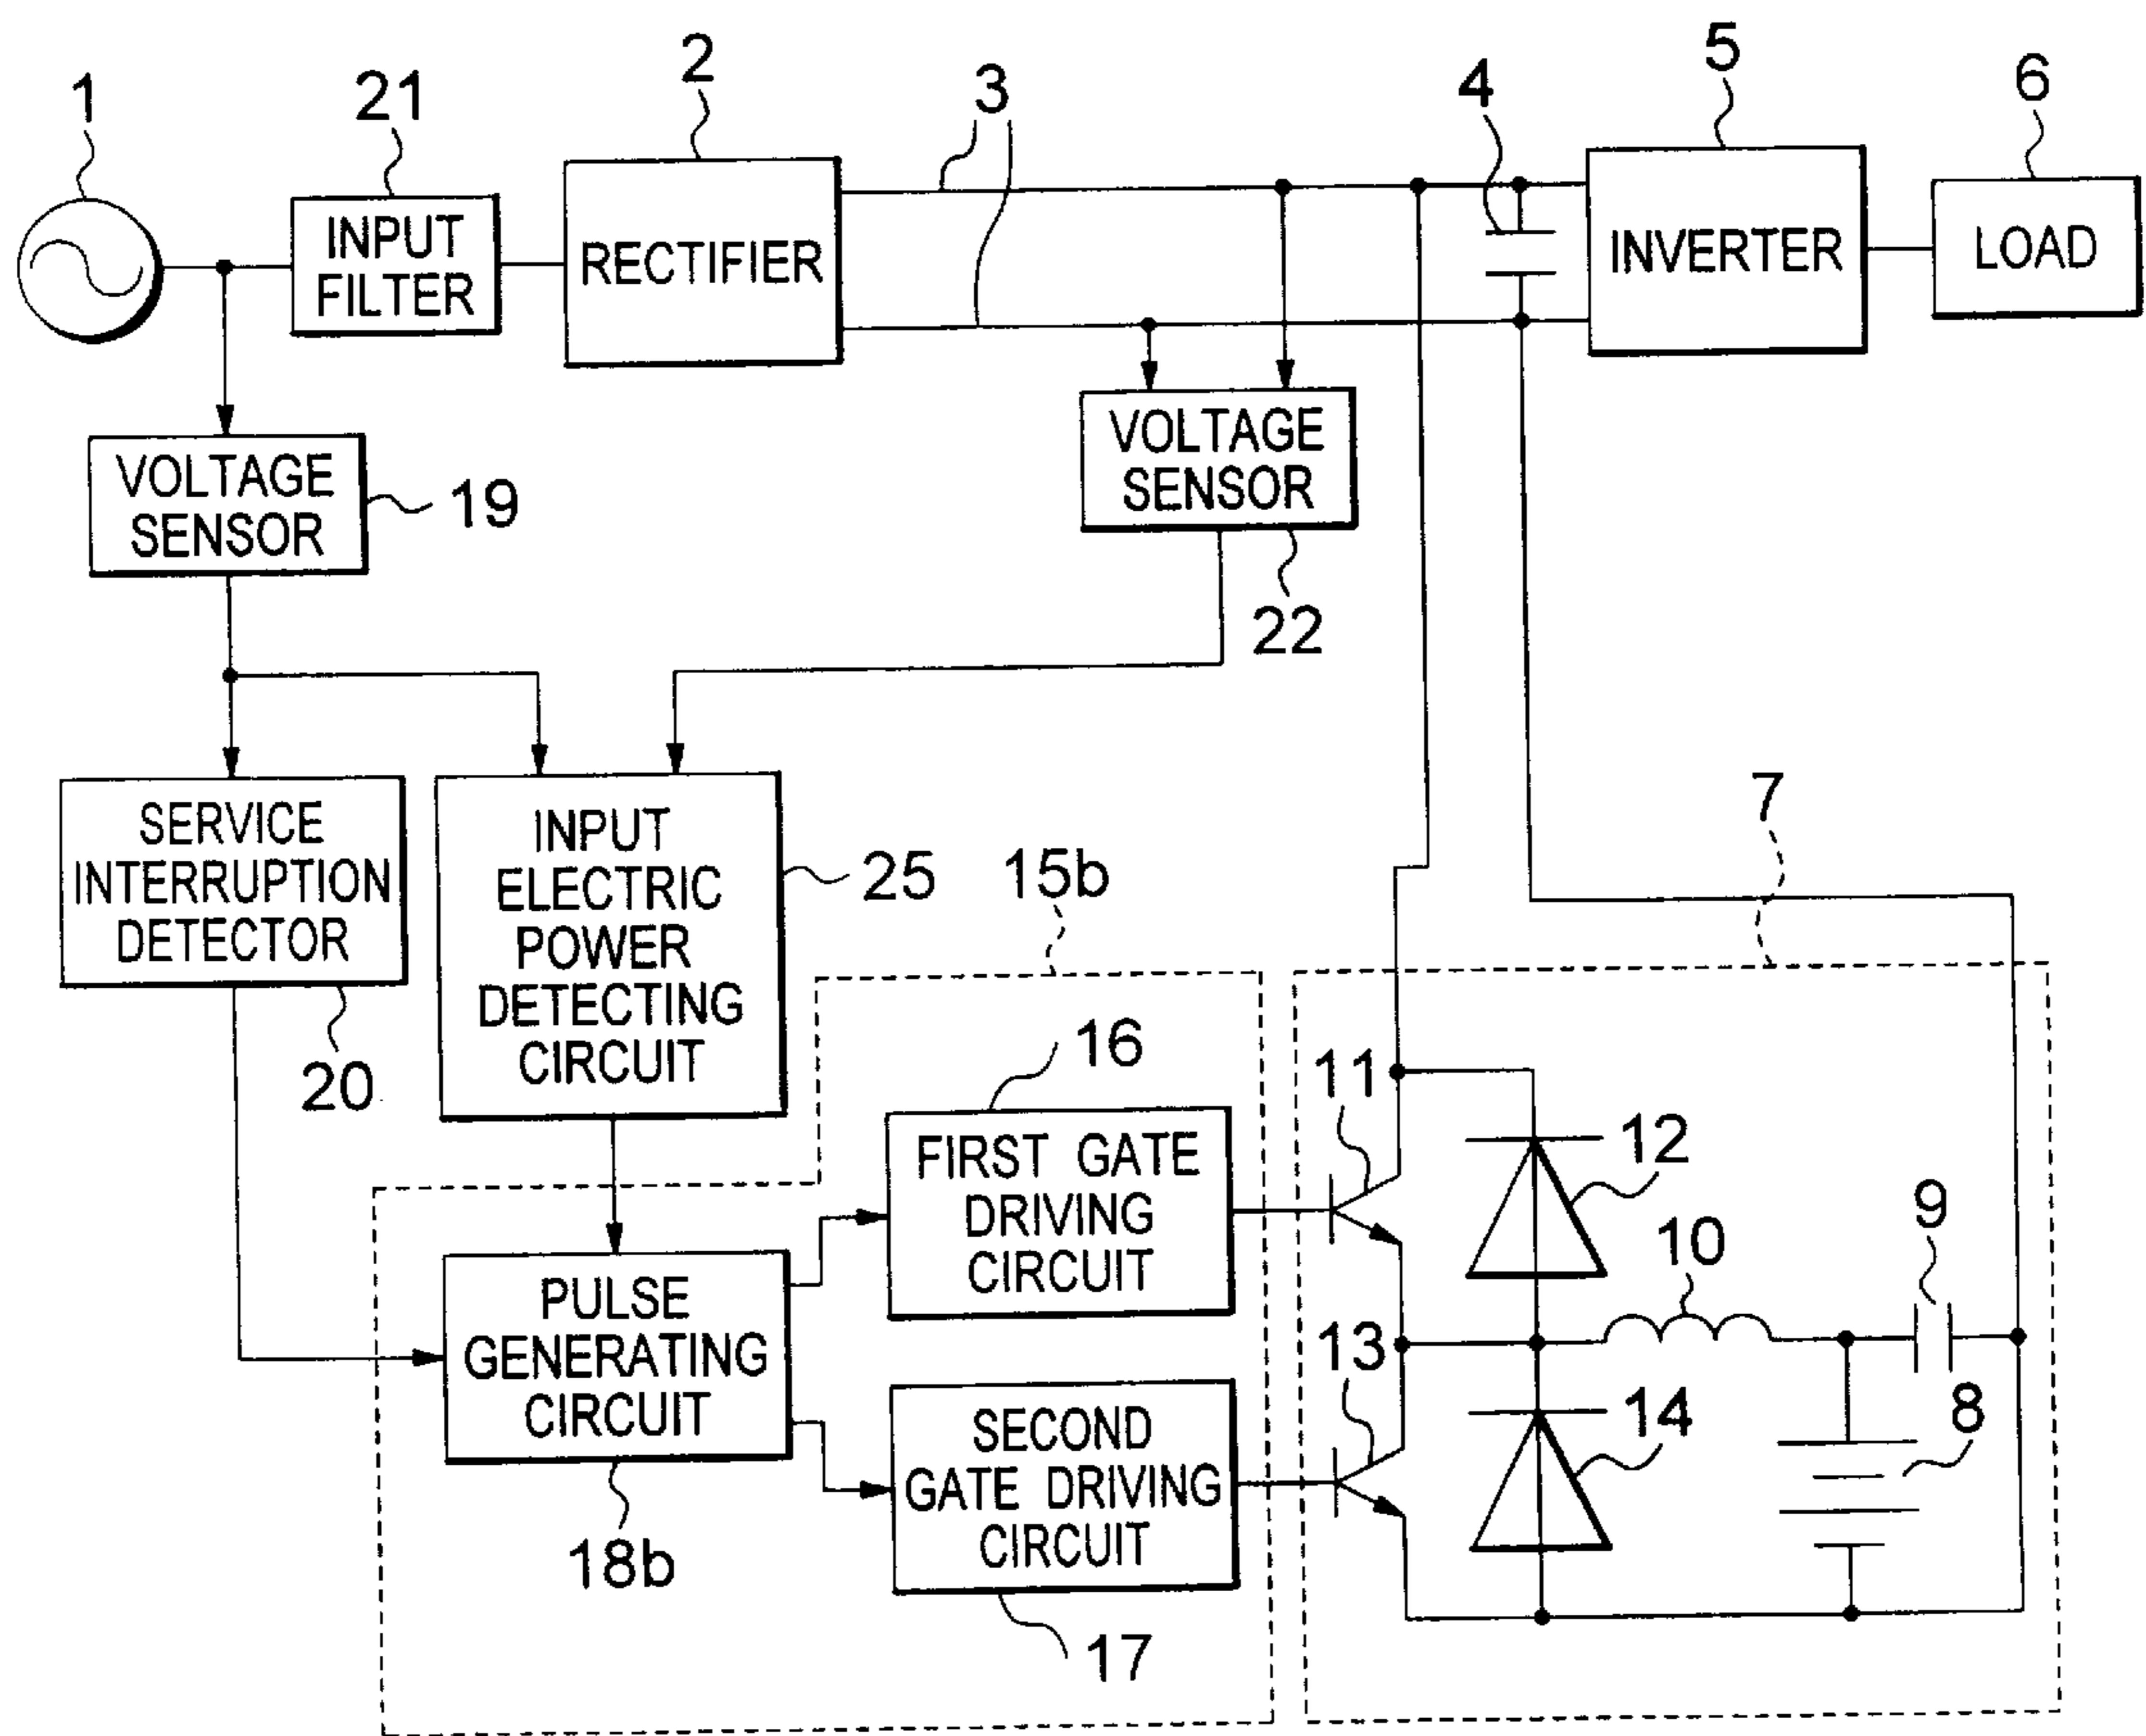 1
21
2
3
4
5
6
INPUT
FILTER
RECTIFIER
INVERTER
LOAD
VOLTAGE
SENSOR
19
VOLTAGE
SENSOR
22
7
SERVICE
INTERRUPTION
DETECTOR
20
INPUT
ELECTRIC
POWER
DETECTING
CIRCUIT
25
15b
16
11
FIRST GATE
DRIVING
CIRCUIT
12
9
10
PULSE
GENERATING
CIRCUIT
18b
13
SECOND
GATE DRIVING
CIRCUIT
17
14
8